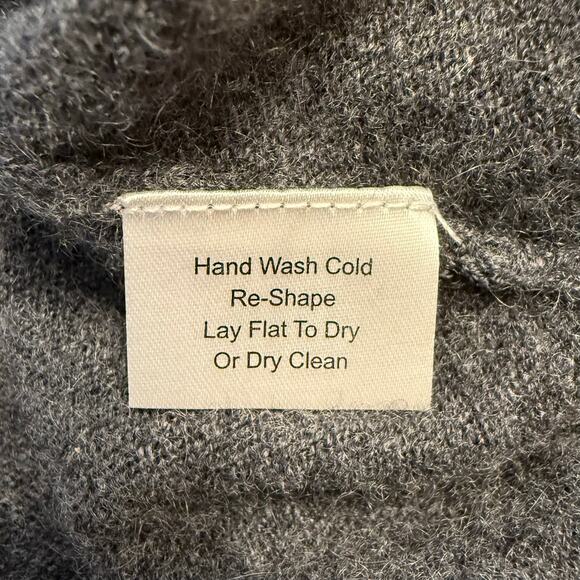 Hand Wash Cold
Re-Shape
Lay Flat To Dry
Or Dry Clean